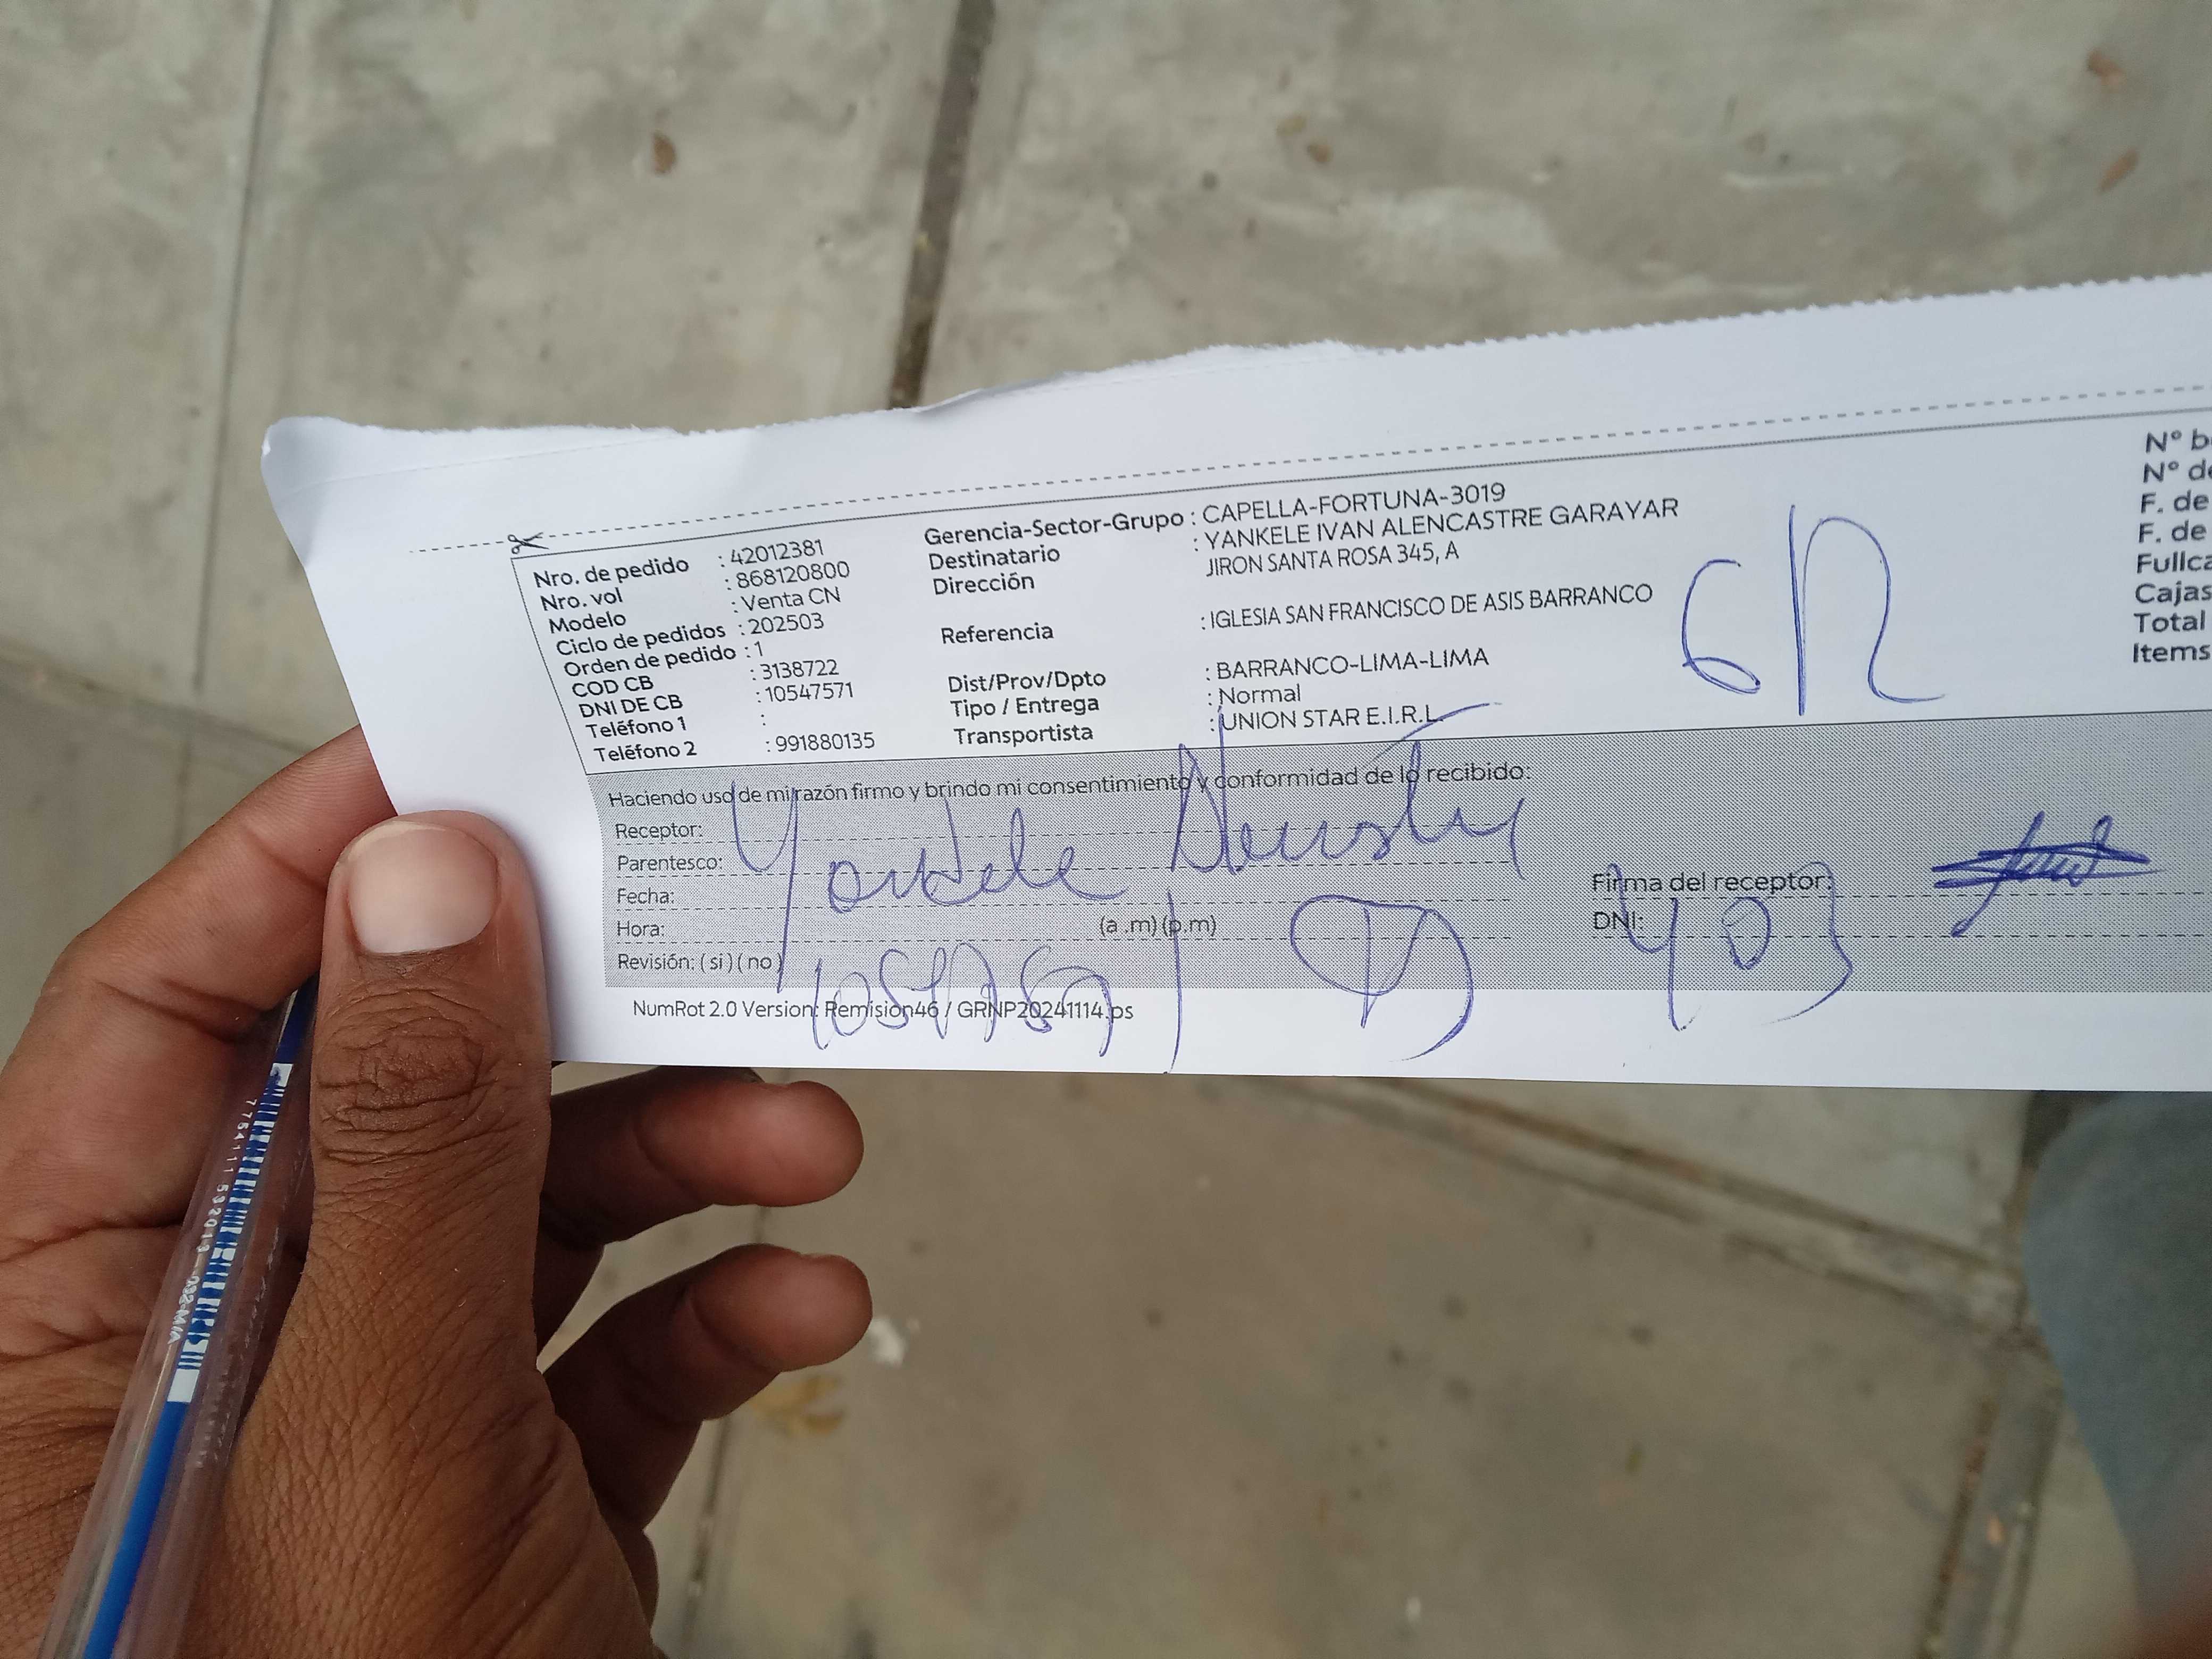 Nro. de pedido : 42012381
Nro. vol : 868120800
Modelo : Venta CN
Ciclo de pedidos : 202503
Orden de pedido : 1
COD CB : 3138722
DNI DE CB : 10547571
Teléfono 1 :
Teléfono 2 : 991880135
Gerencia-Sector-Grupo : CAPELLA-FORTUNA-3019
Destinatario : YANKELE IVAN ALENCASTRE GARAYAR
Dirección JIRON SANTA ROSA 345, A
Referencia : IGLESIA SAN FRANCISCO DE ASIS BARRANCO
Dist/Prov/Dpto : BARRANCO-LIMA-LIMA
Tipo / Entrega : Normal
Transportista : UNION STAR E.I.R.L.
N° b
N° de
F. de
F. de
Fullca
Cajas
Total
Items
Haciendo uso de mi razón firmo y brindo mi consentimiento y conformidad de lo recibido:
Receptor:
Parentesco:
Fecha:
Hora: (a .m) (p.m)
Revisión: ( si ) ( no )
Firma del receptor:
DNI:
403
NumRot 2.0 Version: Remision46 / GRNP20241114.ps